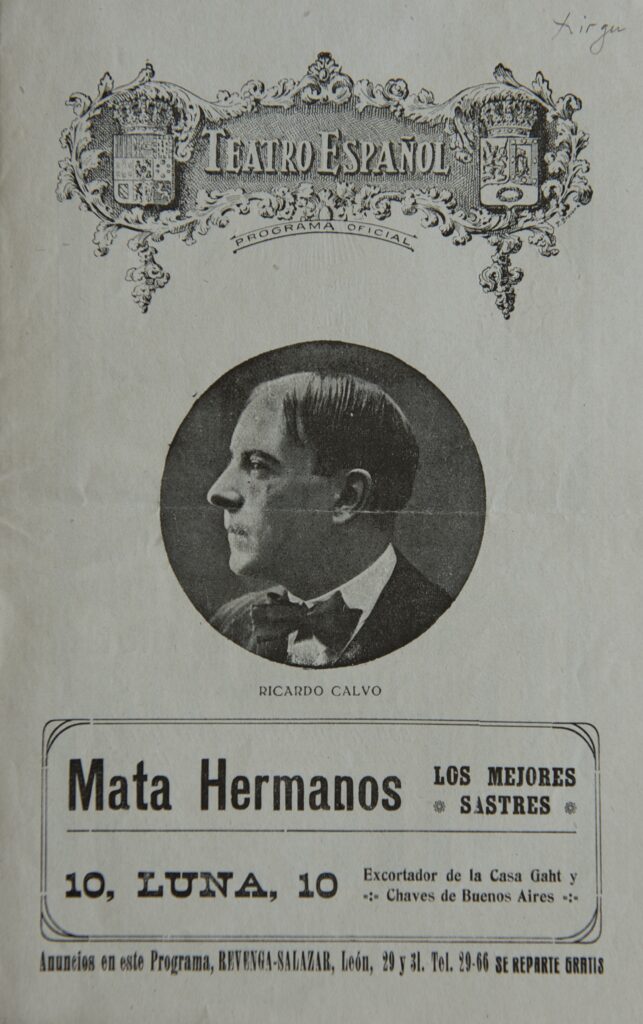 Xirgu
TEATRO ESPAÑOL
PROGRAMA OFICIAL
RICARDO CALVO
Mata Hermanos
LOS MEJORES
SASTRES
10, LUNA, 10
Excortador de la Casa Gaht y
-:- Chaves de Buenos Aires -:-
Anuncios en este Programa, REVENGA-SALAZAR, León, 29 y 31. Tel. 29-66 SE REPARTE GRATIS